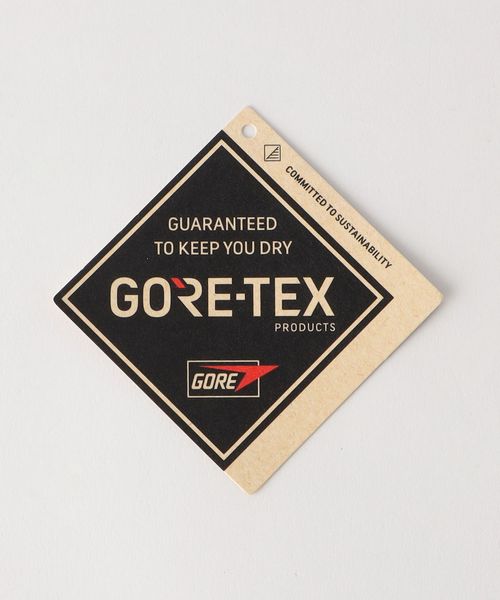 COMMITTED TO SUSTAINABILITY
GUARANTEED
TO KEEP YOU DRY
GORE-TEX
PRODUCTS
GORE